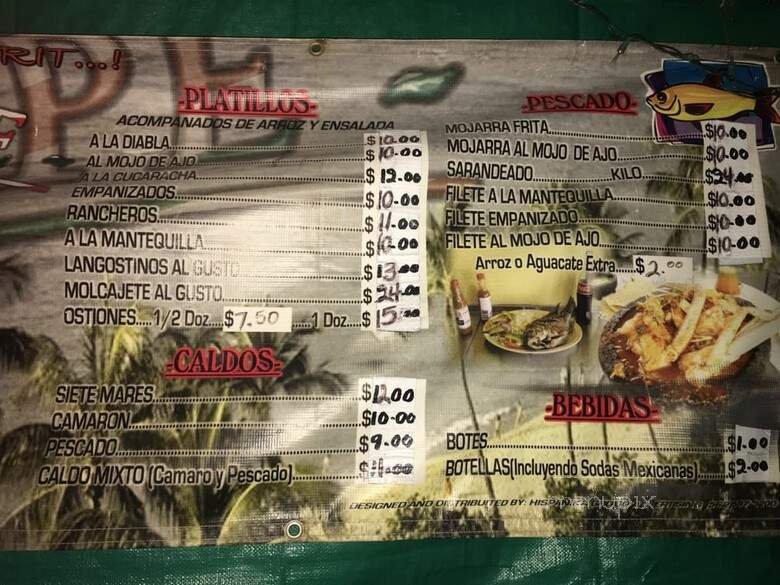 RIT...!
PE
-PLATILLOS-
ACOMPAÑADOS DE ARROZ Y ENSALADA
A LA DIABLA $10.00
AL MOJO DE AJO $10.00
A LA CUCARACHA $12.00
EMPANIZADOS $10.00
RANCHEROS $11.00
A LA MANTEQUILLA $10.00
LANGOSTINOS AL GUSTO $13.00
MOLCAJETE AL GUSTO $24.00
OSTIONES.....1/2 Doz...$7.50 ...1 Doz....$15.00
-CALDOS-
SIETE MARES $12.00
CAMARON $10.00
PESCADO $9.00
CALDO MIXTO (Camaro y Pescado) $11.00
-PESCADO-
MOJARRA FRITA $10.00
MOJARRA AL MOJO DE AJO $10.00
SARANDEADO KILO $24.00
FILETE A LA MANTEQUILLA $10.00
FILETE EMPANIZADO $10.00
FILETE AL MOJO DE AJO $10.00
Arroz o Aguacate Extra....$2.00
-BEBIDAS-
BOTES $1.00
BOTELLAS(Incluyendo Sodas Mexicanas) $2.00
DESIGNED AND DISTRIBUTED BY:
menupix